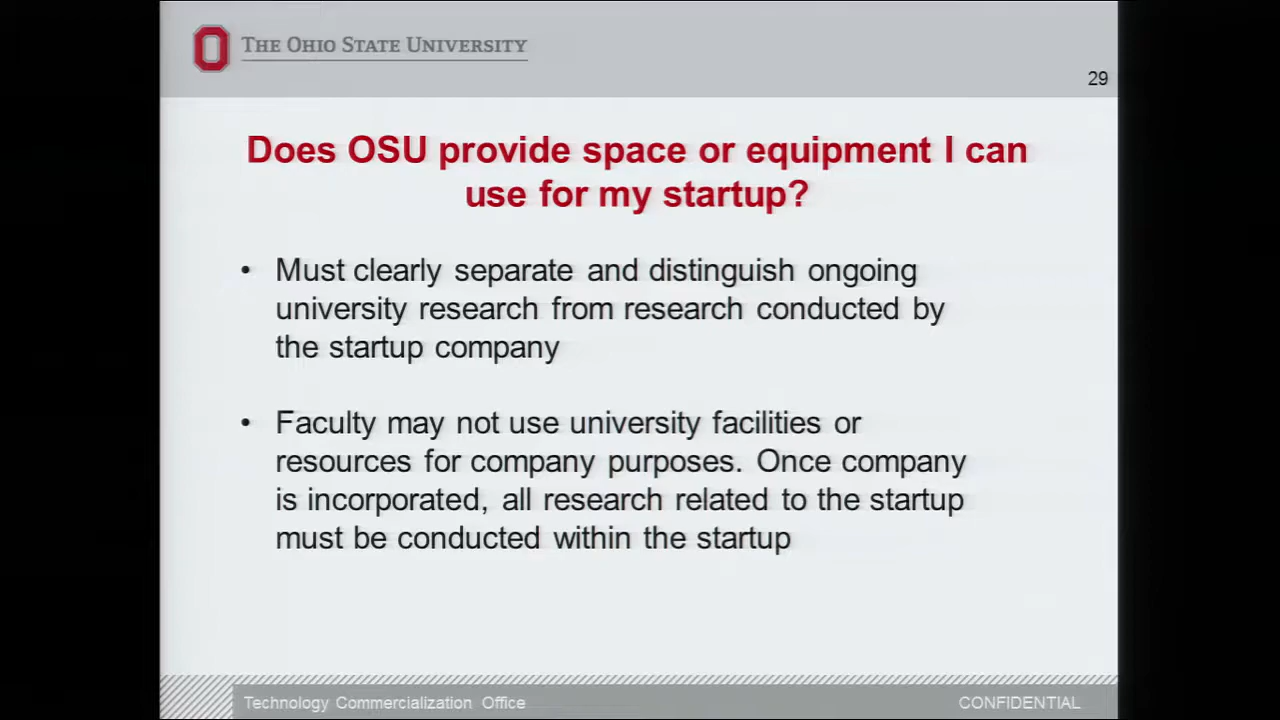 THE OHIO STATE UNIVERSITY
29
Does OSU provide space or equipment I can
use for my startup?
• Must clearly separate and distinguish ongoing
university research from research conducted by
the startup company
• Faculty may not use university facilities or
resources for company purposes. Once company
is incorporated, all research related to the startup
must be conducted within the startup
Technology Commercialization Office
CONFIDENTIAL